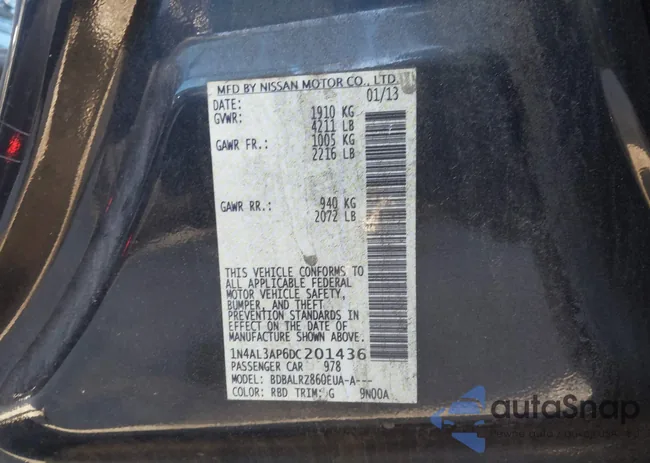 MFD BY NISSAN MOTOR CO., LTD.
DATE: 01/13
GVWR: 1910 KG
4211 LB
GAWR FR.: 1005 KG
2216 LB
GAWR RR.: 940 KG
2072 LB
THIS VEHICLE CONFORMS TO
ALL APPLICABLE FEDERAL
MOTOR VEHICLE SAFETY,
BUMPER, AND THEFT
PREVENTION STANDARDS IN
EFFECT ON THE DATE OF
MANUFACTURE SHOWN ABOVE.
1N4AL3AP6DC201436
PASSENGER CAR 978
MODEL: BDBALRZ860EUA-A---
COLOR: RBD TRIM: G 9N00A
autoSnap